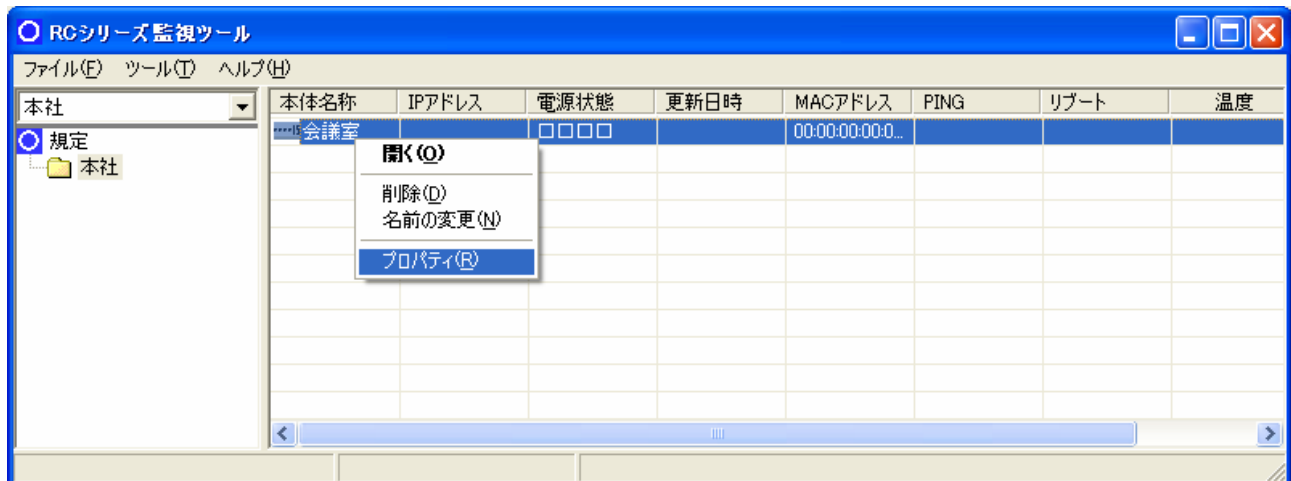 RCシリーズ監視ツール
ファイル(F) ツール(T) ヘルプ(H)
本社
規定
本社
本体名称 IPアドレス 電源状態 更新日時 MACアドレス PING リブート 温度
会議室 □□□□ 00:00:00:00:0...
開く(O)
削除(D)
名前の変更(N)
プロパティ(R)